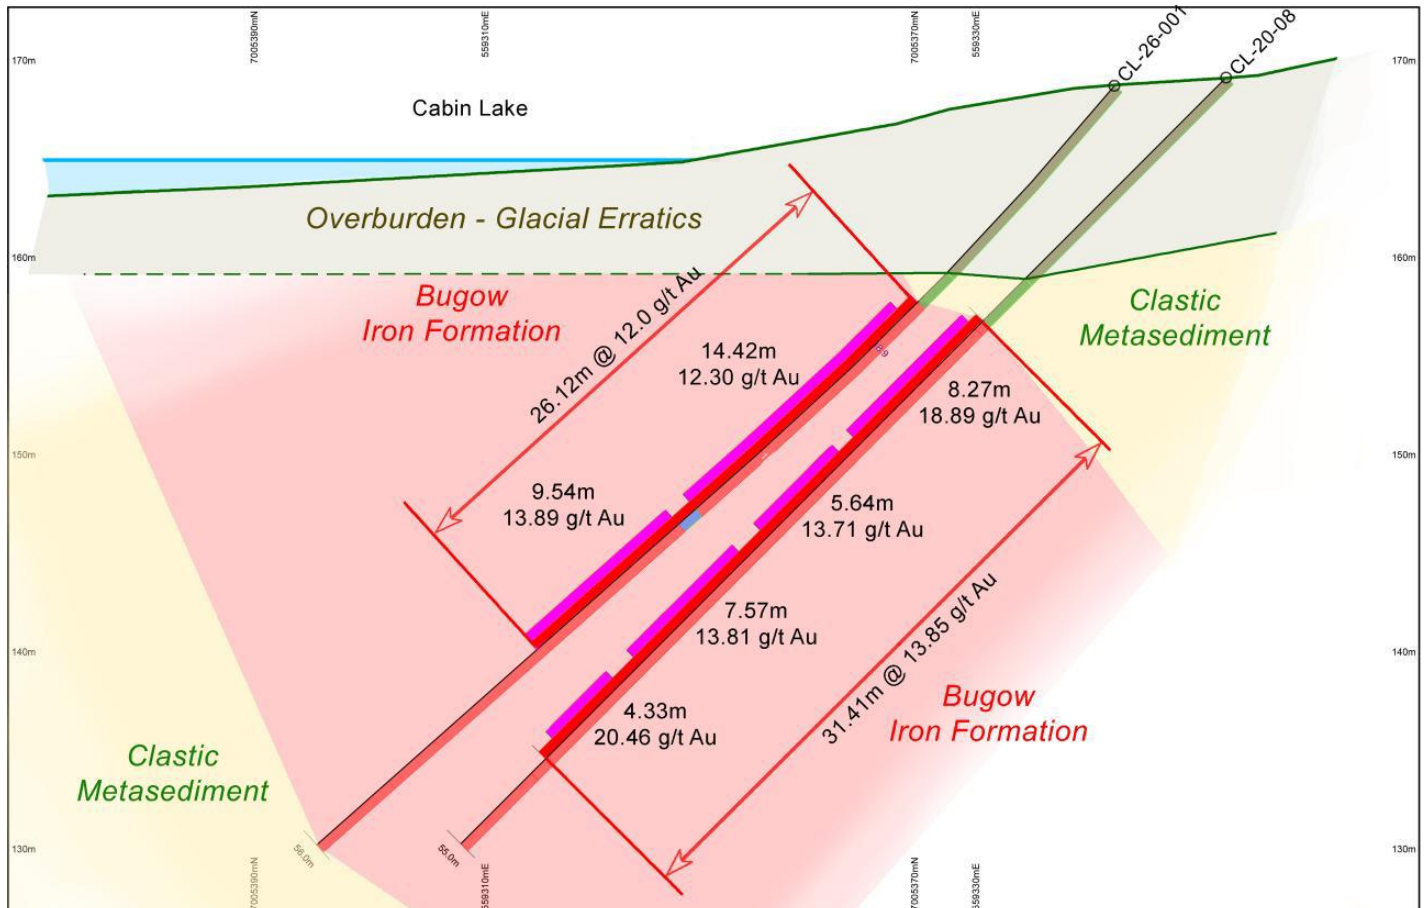 7005390mN
559310mE
7005370mN
559330mE
CL-26-001
CL-20-08
170m
170m
Cabin Lake
Overburden - Glacial Erratics
160m
160m
Bugow
Iron Formation
Clastic
Metasediment
26.12m @ 12.0 g/t Au
14.42m
12.30 g/t Au
8.27m
18.89 g/t Au
150m
150m
9.54m
13.89 g/t Au
5.64m
13.71 g/t Au
7.57m
13.81 g/t Au
31.41m @ 13.85 g/t Au
140m
140m
4.33m
20.46 g/t Au
Bugow
Iron Formation
Clastic
Metasediment
130m
130m
56.0m
55.0m
7005390mN
559310mE
7005370mN
559330mE